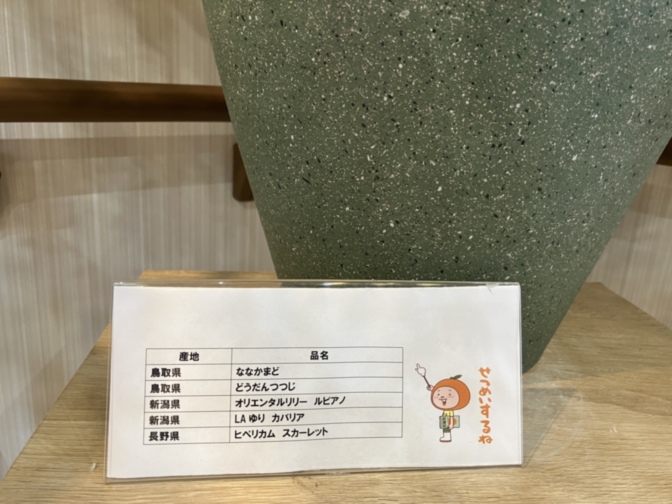 産地 品名
鳥取県 ななかまど
鳥取県 どうだんつつじ
新潟県 オリエンタルリリー ルビアノ
新潟県 LAゆり カバリア
長野県 ヒペリカム スカーレット
せつめいするね